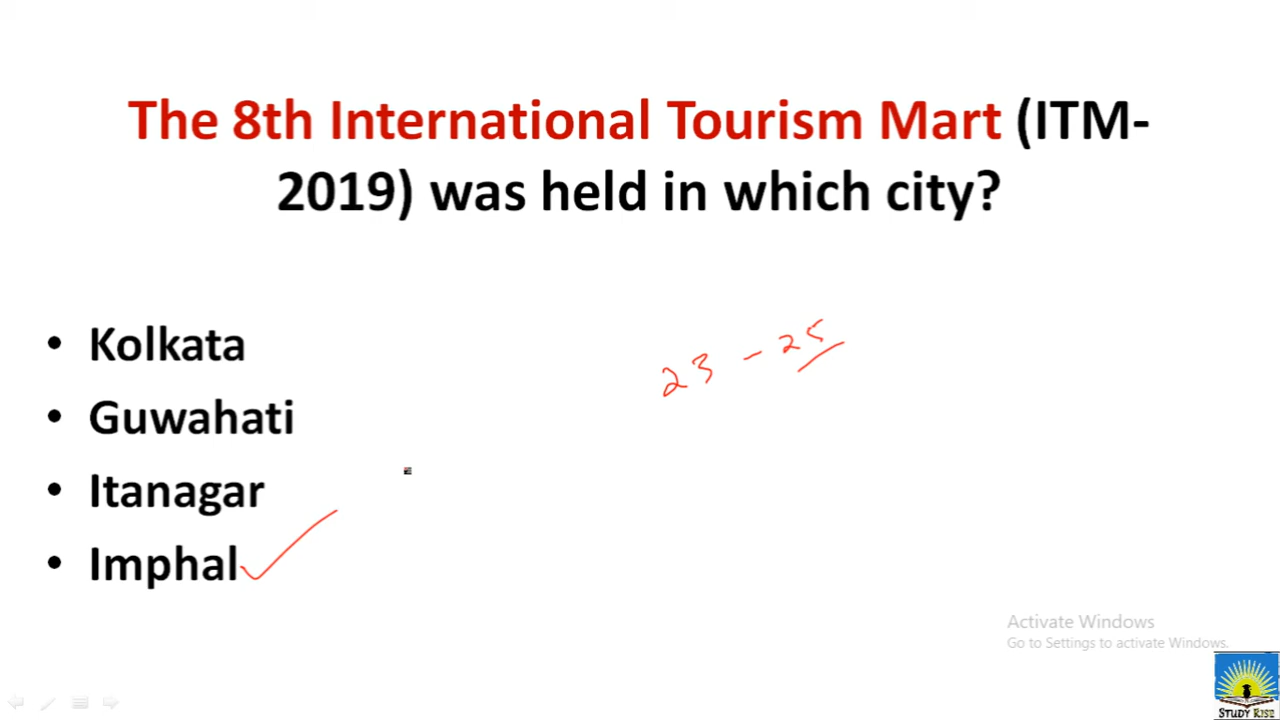 The 8th International Tourism Mart (ITM-
2019) was held in which city?
• Kolkata
23 - 25
• Guwahati
• Itanagar
• Imphal
Activate Windows
Go to Settings to activate Windows.
STUDY RISE